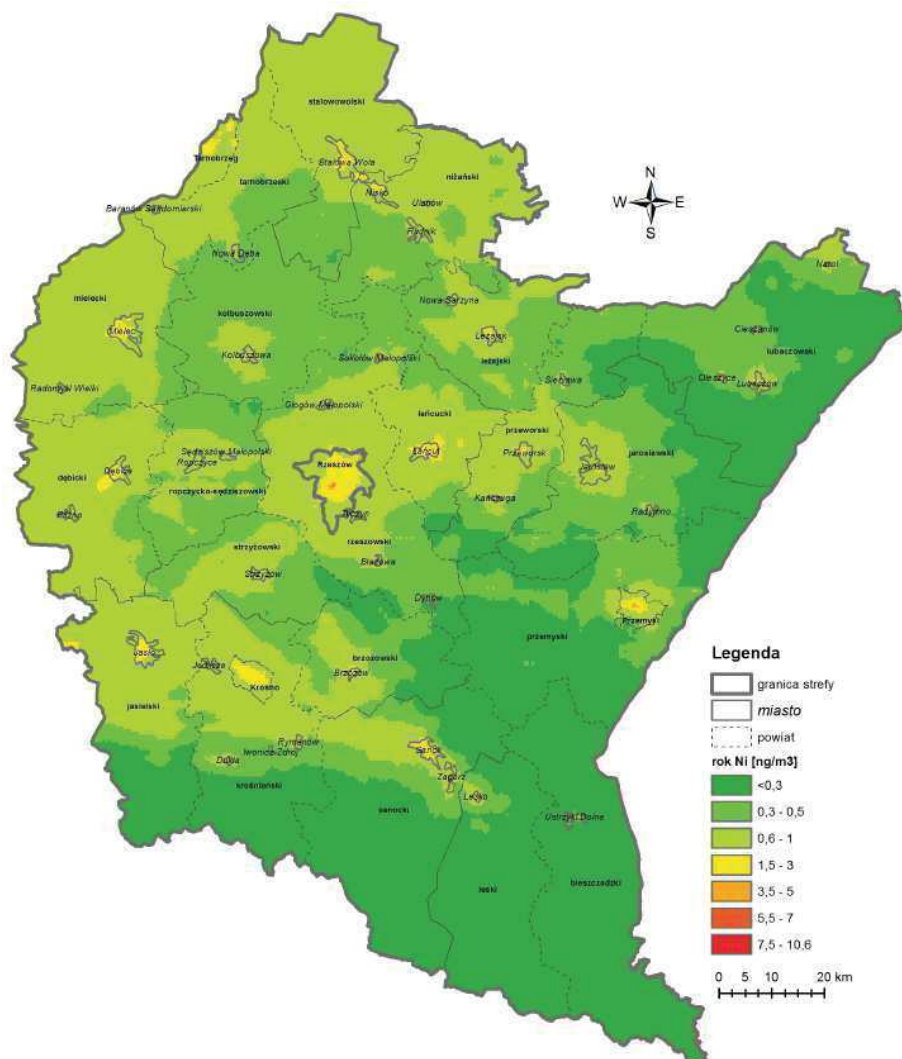 stalowowolski
Tarnobrzeg
Stalowa Wola
niżański
tarnobrzeski
Nisko
Ulanów
Baranów Sandomierski
Rudnik
N
W E
S
Nowa Dęba
Narol
mielecki
Nowa Sarzyna
kolbuszowski
Mielec
Cieszanów
Leżajsk
lubaczowski
Kolbuszowa
Sokołów Małopolski
leżajski
Sieniawa
Oleszyce
Lubaczów
Radomyśl Wielki
Głogów Małopolski
łańcucki
przeworski
Sędziszów Małopolski
Ropczyce
Łańcut
Przeworsk
jarosławski
Rzeszów
Dębica
Jarosław
dębicki
ropczycko-sędziszowski
Kańczuga
Pilzno
Tyczyn
Radymno
rzeszowski
strzyżowski
Błażowa
Strzyżów
Dynów
Przemyśl
przemyski
Jasło
Jedlicze
brzozowski
Brzozów
Krosno
jasielski
Rymanów
Iwonicz-Zdrój
Dukla
Sanok
Zagórz
Lesko
krośnieński
sanocki
Ustrzyki Dolne
leski
bieszczadzki
Legenda
granica strefy
miasto
powiat
rok Ni [ng/m3]
<0,3
0,3 - 0,5
0,6 - 1
1,5 - 3
3,5 - 5
5,5 - 7
7,5 - 10,6
0 5 10 20 km